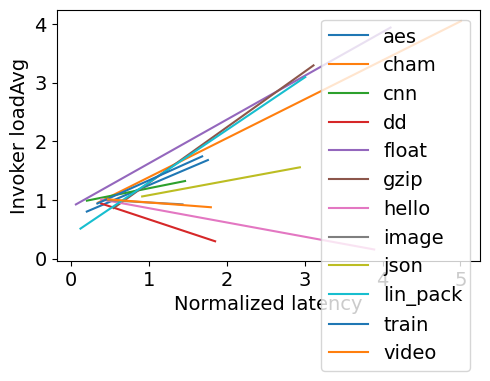 4
3
2
1
0
Invoker loadAvg
0 1 2 3 4 5
Normalized latency
aes
cham
cnn
dd
float
gzip
hello
image
json
lin_pack
train
video